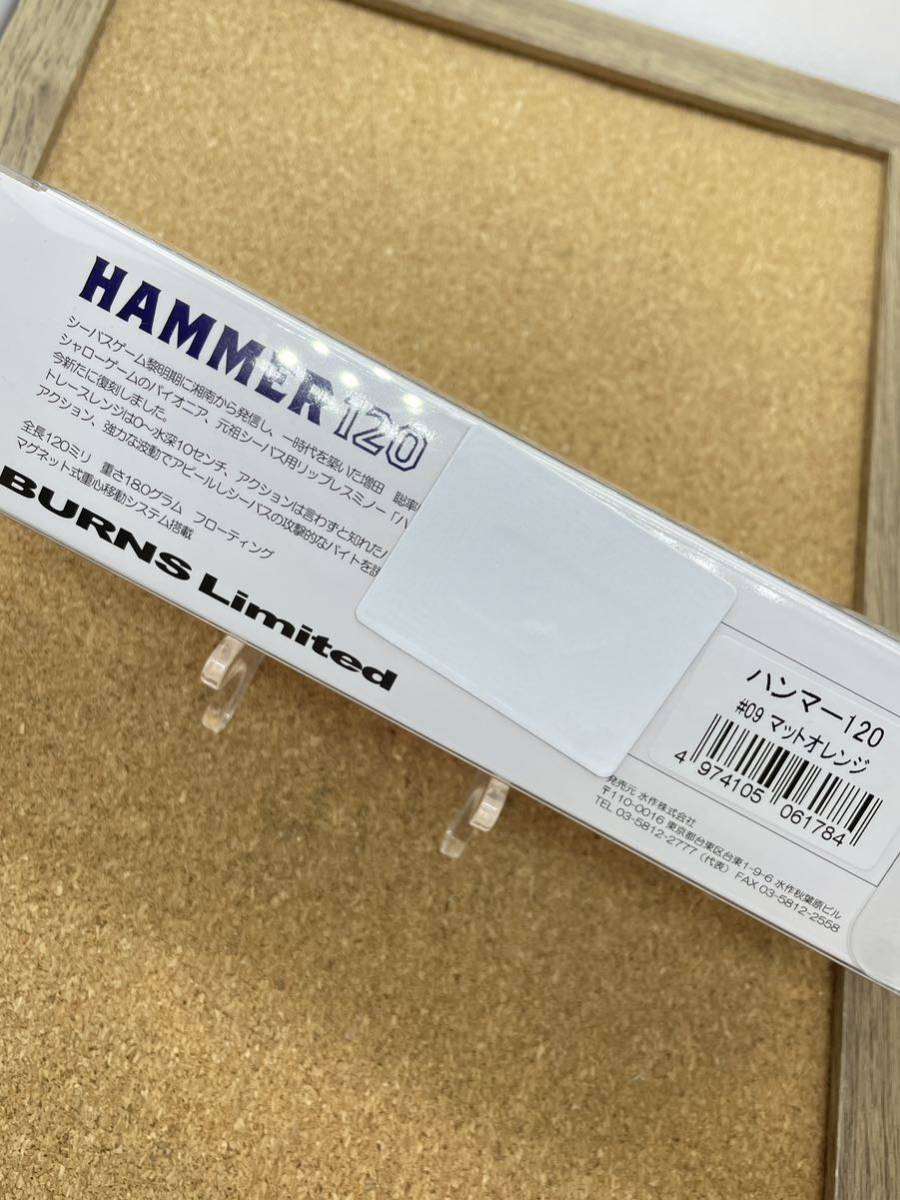 HAMMER 120
シーバスゲーム黎明期に湘南から発信し、一時代を築いた増田 聡
シャローゲームのパイオニア、元祖シーバス用リップレスミノー「ハ
今新たに復刻しました。
トレースレンジは0〜水深10センチ、アクションは言わずと知れた
アクション、強力な波動でアピールしシーバスの攻撃的なバイトを
全長120ミリ 重さ18.0グラム フローティング
マグネット式重心移動システム搭載
BURNS Limited
ハンマー120
#09 マットオレンジ
4 974105 061784
発売元 水作株式会社
〒110-0016 東京都台東区台東1-9-6 水作秋葉原ビル
TEL 03-5812-2777（代表）FAX 03-5812-2558